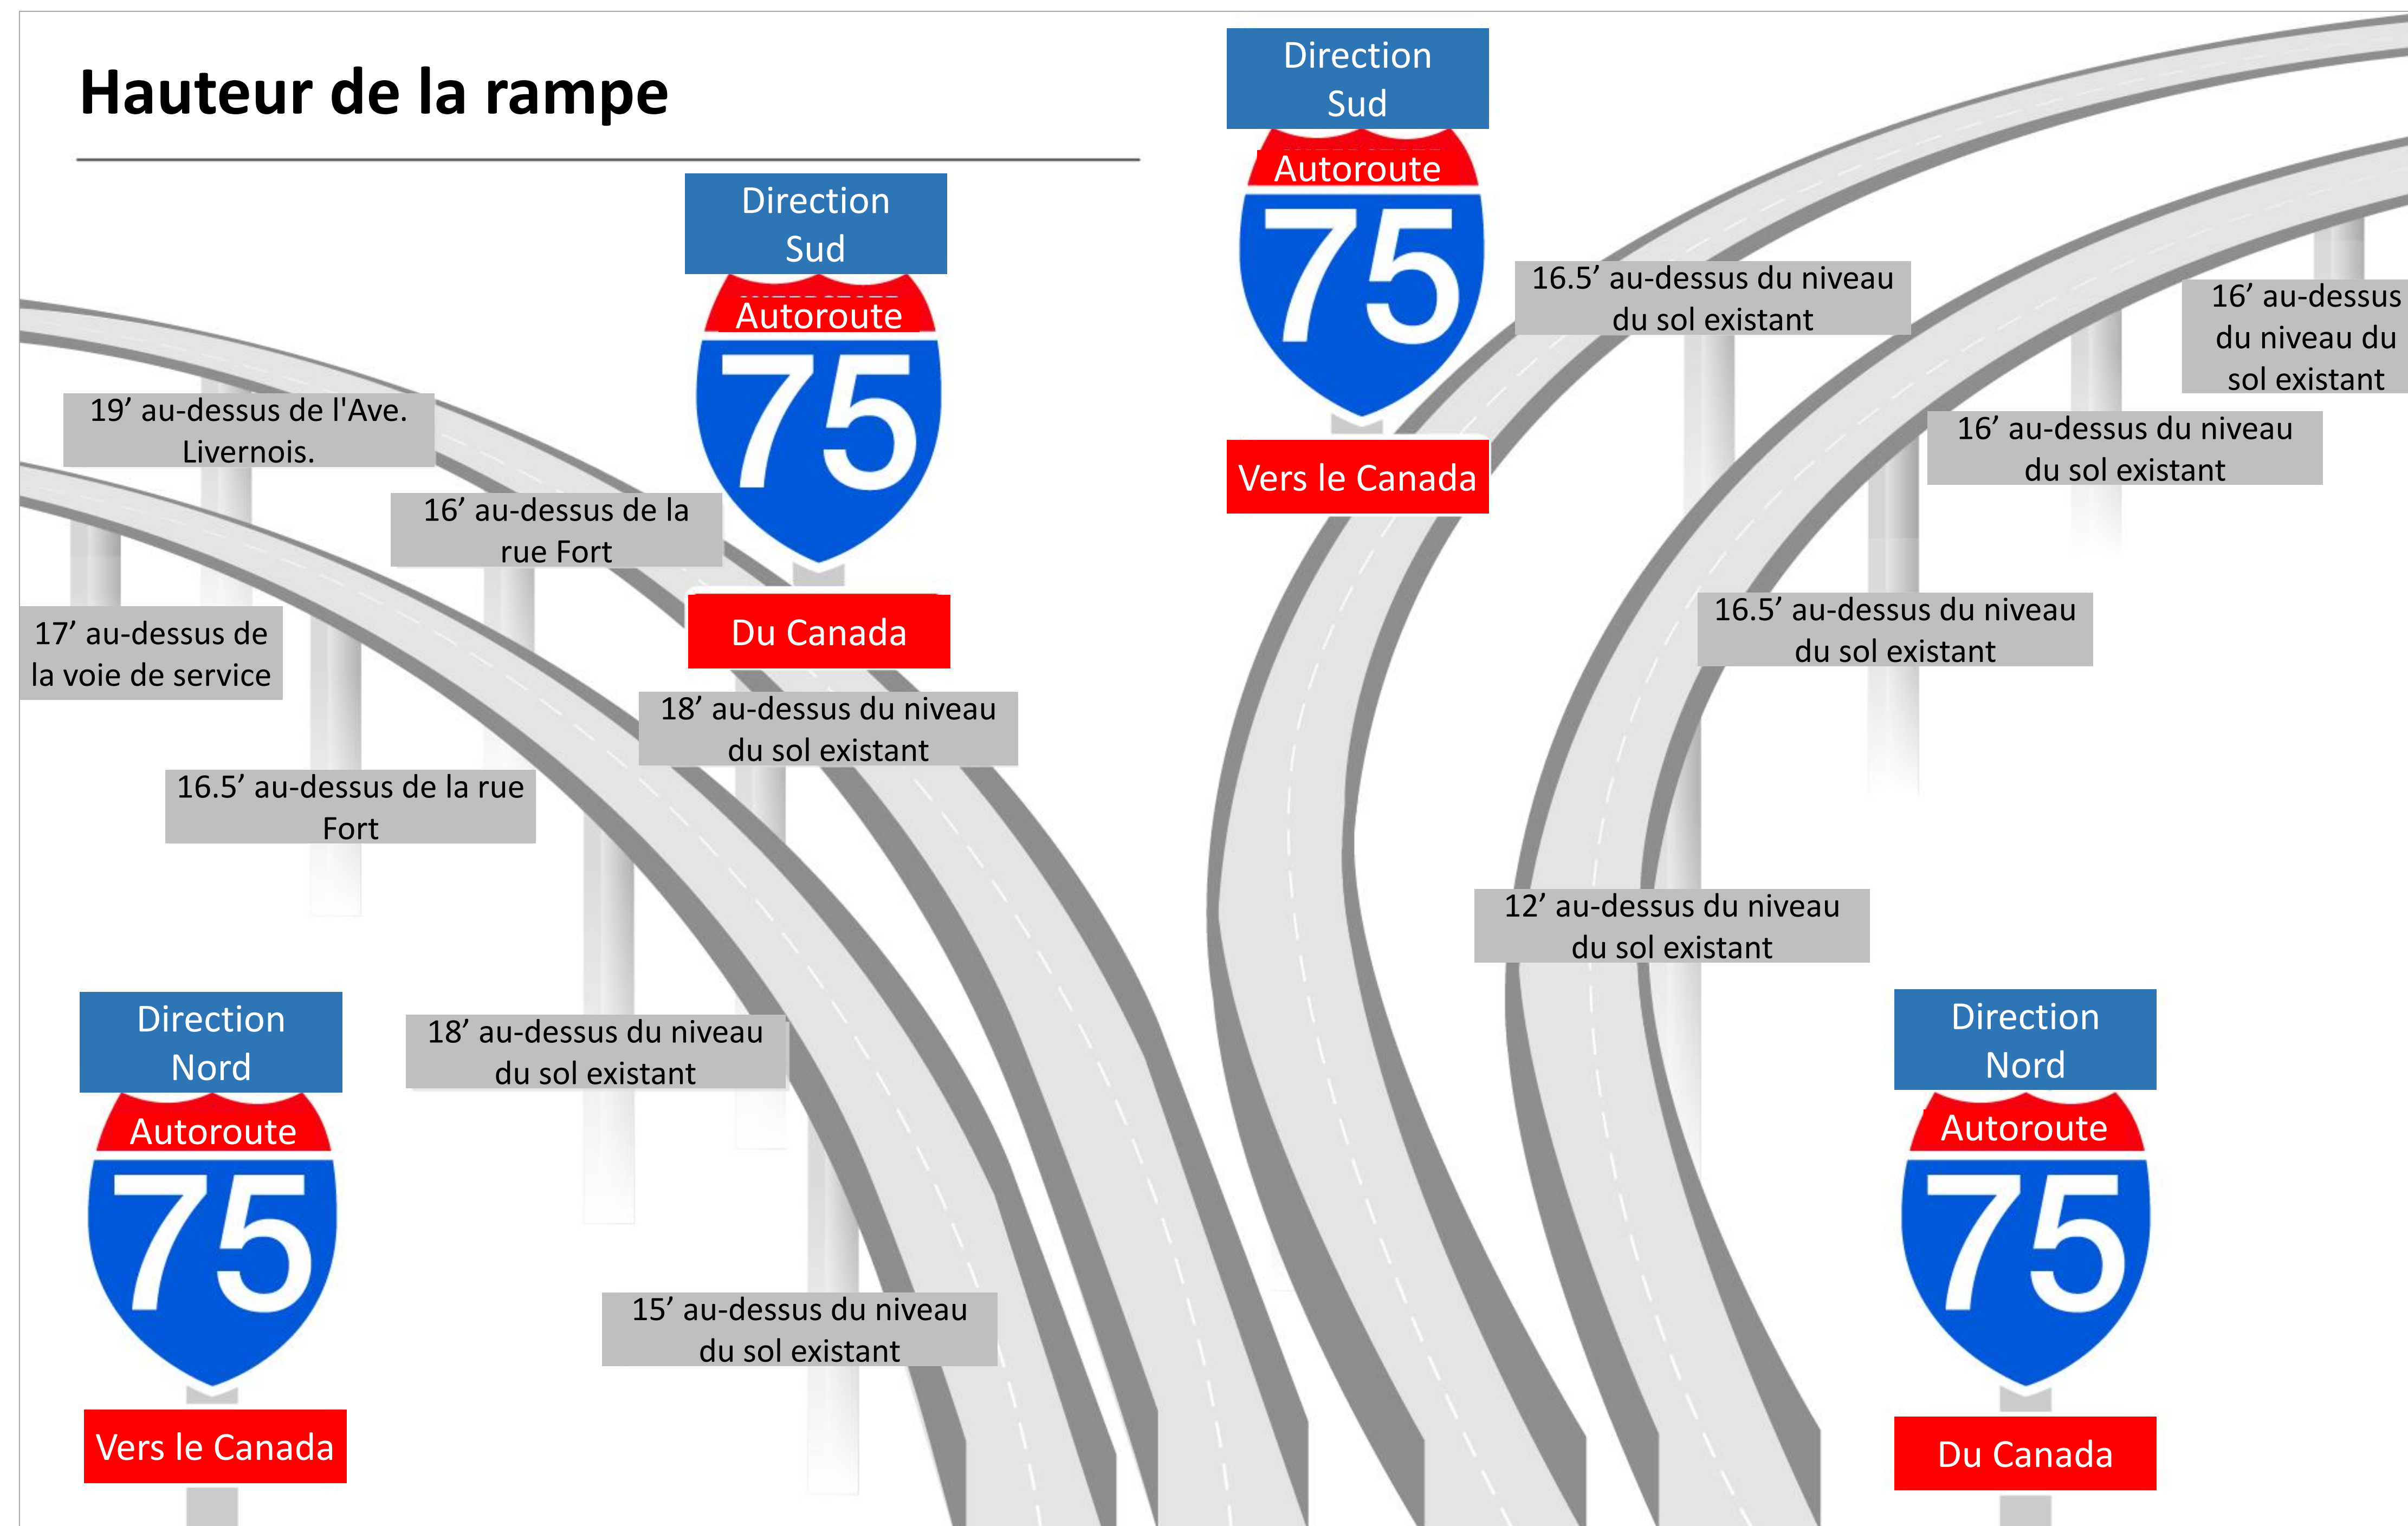 Hauteur de la rampe
Direction
Sud
Autoroute
75
Vers le Canada
Direction
Sud
Autoroute
75
Du Canada
16.5’ au-dessus du niveau
du sol existant
16’ au-dessus
du niveau du
sol existant
19’ au-dessus de l'Ave.
Livernois.
16’ au-dessus du niveau
du sol existant
16’ au-dessus de la
rue Fort
17’ au-dessus de
la voie de service
16.5’ au-dessus du niveau
du sol existant
18’ au-dessus du niveau
du sol existant
16.5’ au-dessus de la rue
Fort
12’ au-dessus du niveau
du sol existant
18’ au-dessus du niveau
du sol existant
15’ au-dessus du niveau
du sol existant
Direction
Nord
Autoroute
75
Vers le Canada
Direction
Nord
Autoroute
75
Du Canada